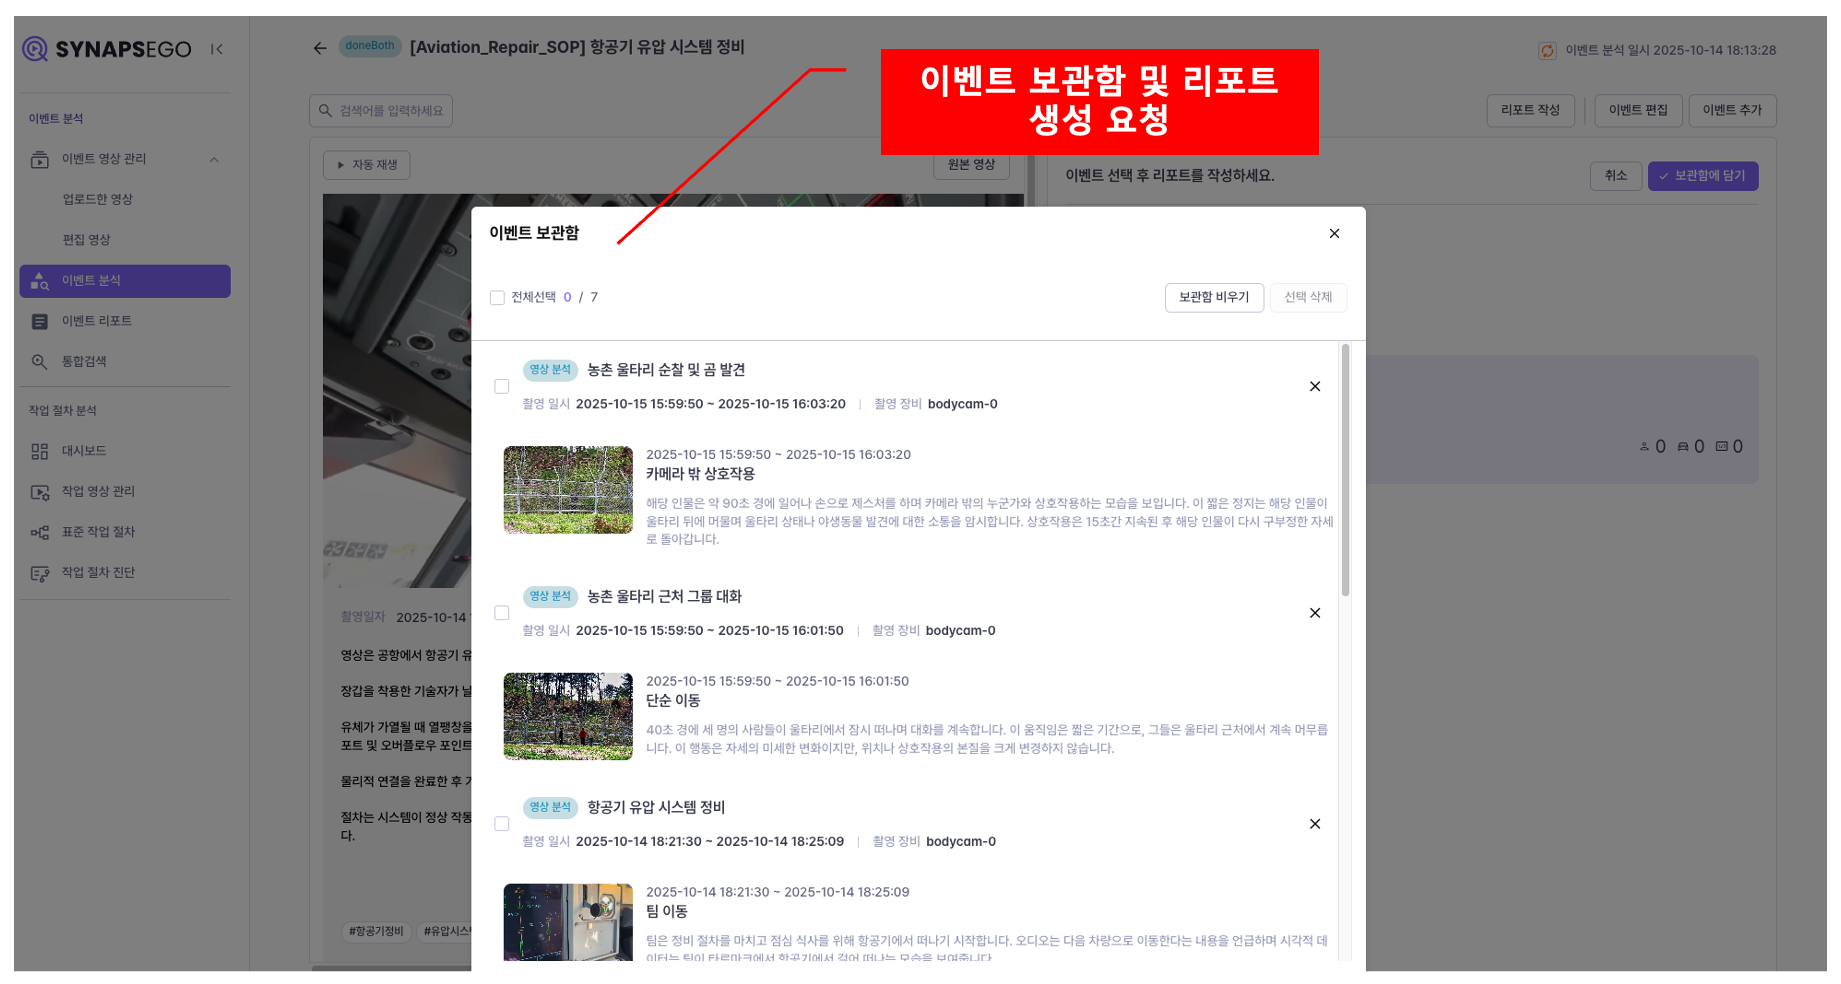 SYNAPSEGO
doneBoth [Aviation_Repair_SOP] 항공기 유압 시스템 정비
이벤트 분석 일시 2025-10-14 18:13:28
이벤트 보관함 및 리포트
생성 요청
검색어를 입력하세요
리포트 작성
이벤트 편집
이벤트 추가
이벤트 분석
이벤트 영상 관리
업로드한 영상
편집 영상
이벤트 분석
이벤트 리포트
통합검색
작업 절차 분석
대시보드
작업 영상 관리
표준 작업 절차
작업 절차 진단
자동 재생
원본 영상
이벤트 선택 후 리포트를 작성하세요.
취소
보관함에 담기
0 0 0
촬영일자 2025-10-14
영상은 공항에서 항공기 유
장갑을 착용한 기술자가 날
유체가 가열될 때 열팽창을
포트 및 오버플로우 포인트
물리적 연결을 완료한 후 기
절차는 시스템이 정상 작동
다.
#항공기정비
#유압시스
이벤트 보관함
전체선택 0 / 7
보관함 비우기
선택 삭제
영상 분석 농촌 울타리 순찰 및 곰 발견
촬영 일시 2025-10-15 15:59:50 ~ 2025-10-15 16:03:20 | 촬영 장비 bodycam-0
2025-10-15 15:59:50 ~ 2025-10-15 16:03:20
카메라 밖 상호작용
해당 인물은 약 90초 경에 일어나 손으로 제스처를 하며 카메라 밖의 누군가와 상호작용하는 모습을 보입니다. 이 짧은 정지는 해당 인물이
울타리 뒤에 머물며 울타리 상태나 야생동물 발견에 대한 소통을 암시합니다. 상호작용은 15초간 지속된 후 해당 인물이 다시 구부정한 자세
로 돌아갑니다.
영상 분석 농촌 울타리 근처 그룹 대화
촬영 일시 2025-10-15 15:59:50 ~ 2025-10-15 16:01:50 | 촬영 장비 bodycam-0
2025-10-15 15:59:50 ~ 2025-10-15 16:01:50
단순 이동
40초 경에 세 명의 사람들이 울타리에서 잠시 떠나며 대화를 계속합니다. 이 움직임은 짧은 기간으로, 그들은 울타리 근처에서 계속 머무릅
니다. 이 행동은 자세의 미세한 변화이지만, 위치나 상호작용의 본질을 크게 변경하지 않습니다.
영상 분석 항공기 유압 시스템 정비
촬영 일시 2025-10-14 18:21:30 ~ 2025-10-14 18:25:09 | 촬영 장비 bodycam-0
2025-10-14 18:21:30 ~ 2025-10-14 18:25:09
팀 이동
팀은 정비 절차를 마치고 점심 식사를 위해 항공기에서 떠나기 시작합니다. 오디오는 다음 차량으로 이동한다는 내용을 언급하며 시각적 데
이터는 팀이 타르마크에서 항공기에서 걸어 떠나는 모습을 보여줍니다.